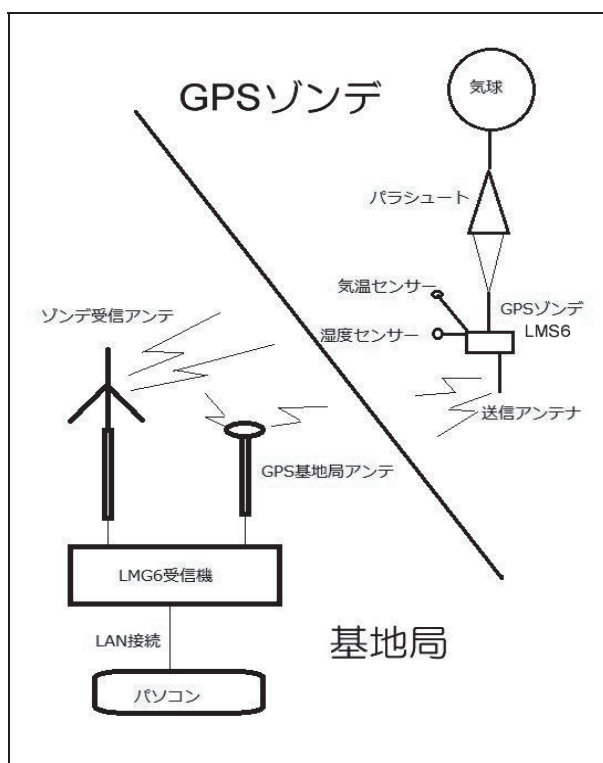 GPSゾンデ
気球
パラシュート
気温センサー
GPSゾンデ
LMS6
湿度センサー
送信アンテナ
ゾンデ受信アンテ
GPS基地局アンテ
LMG6受信機
LAN接続
基地局
パソコン